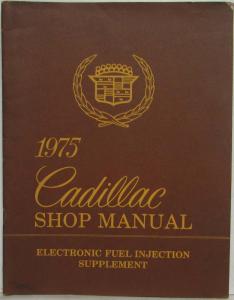 1975
Cadillac
SHOP MANUAL
ELECTRONIC FUEL INJECTION
SUPPLEMENT